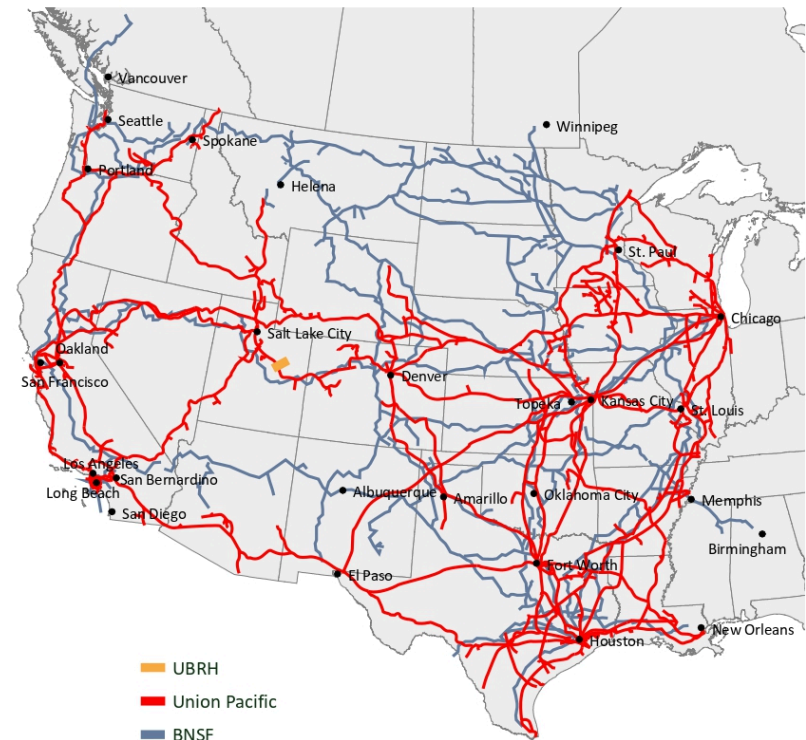 Vancouver
Seattle
Winnipeg
Spokane
Portland
Helena
St. Paul
Chicago
Salt Lake City
Oakland
San Francisco
Denver
Topeka
Kansas City
St. Louis
Los Angeles
San Bernardino
Long Beach
Albuquerque
Amarillo
Oklahoma City
Memphis
San Diego
Birmingham
El Paso
Fort Worth
New Orleans
Houston
UBRH
Union Pacific
BNSF